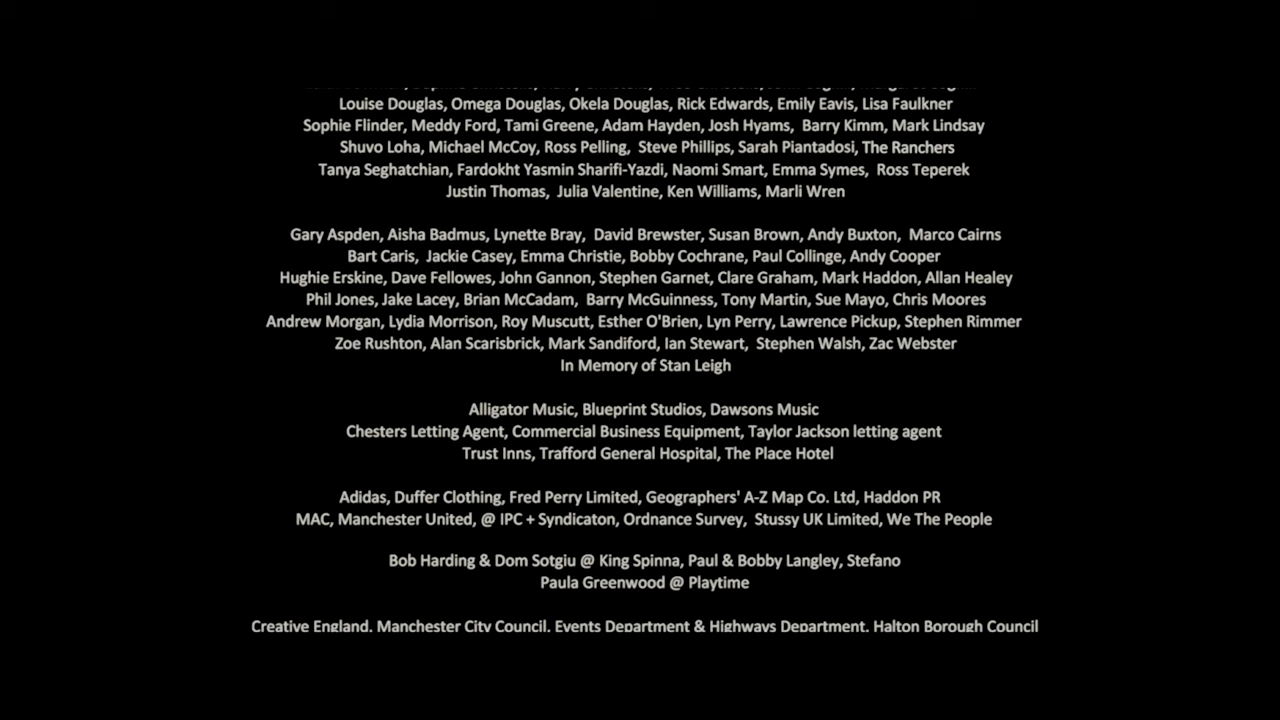 Louise Douglas, Omega Douglas, Okela Douglas, Rick Edwards, Emily Eavis, Lisa Faulkner
Sophie Flinder, Meddy Ford, Tami Greene, Adam Hayden, Josh Hyams, Barry Kimm, Mark Lindsay
Shuvo Loha, Michael McCoy, Ross Pelling, Steve Phillips, Sarah Piantadosi, The Ranchers
Tanya Seghatchian, Fardokht Yasmin Sharifi-Yazdi, Naomi Smart, Emma Symes, Ross Teperek
Justin Thomas, Julia Valentine, Ken Williams, Marli Wren
Gary Aspden, Aisha Badmus, Lynette Bray, David Brewster, Susan Brown, Andy Buxton, Marco Cairns
Bart Caris, Jackie Casey, Emma Christie, Bobby Cochrane, Paul Collinge, Andy Cooper
Hughie Erskine, Dave Fellowes, John Gannon, Stephen Garnet, Clare Graham, Mark Haddon, Allan Healey
Phil Jones, Jake Lacey, Brian McCadam, Barry McGuinness, Tony Martin, Sue Mayo, Chris Moores
Andrew Morgan, Lydia Morrison, Roy Muscutt, Esther O'Brien, Lyn Perry, Lawrence Pickup, Stephen Rimmer
Zoe Rushton, Alan Scarisbrick, Mark Sandiford, Ian Stewart, Stephen Walsh, Zac Webster
In Memory of Stan Leigh
Alligator Music, Blueprint Studios, Dawsons Music
Chesters Letting Agent, Commercial Business Equipment, Taylor Jackson letting agent
Trust Inns, Trafford General Hospital, The Place Hotel
Adidas, Duffer Clothing, Fred Perry Limited, Geographers' A-Z Map Co. Ltd, Haddon PR
MAC, Manchester United, @ IPC + Syndicaton, Ordnance Survey, Stussy UK Limited, We The People
Bob Harding & Dom Sotgiu @ King Spinna, Paul & Bobby Langley, Stefano
Paula Greenwood @ Playtime
Creative England, Manchester City Council, Events Department & Highways Department, Halton Borough Council